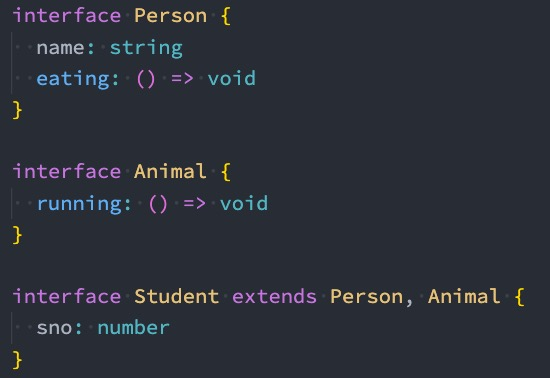 interface Person {
  name: string
  eating: () => void
}
interface Animal {
  running: () => void
}
interface Student extends Person, Animal {
  sno: number
}